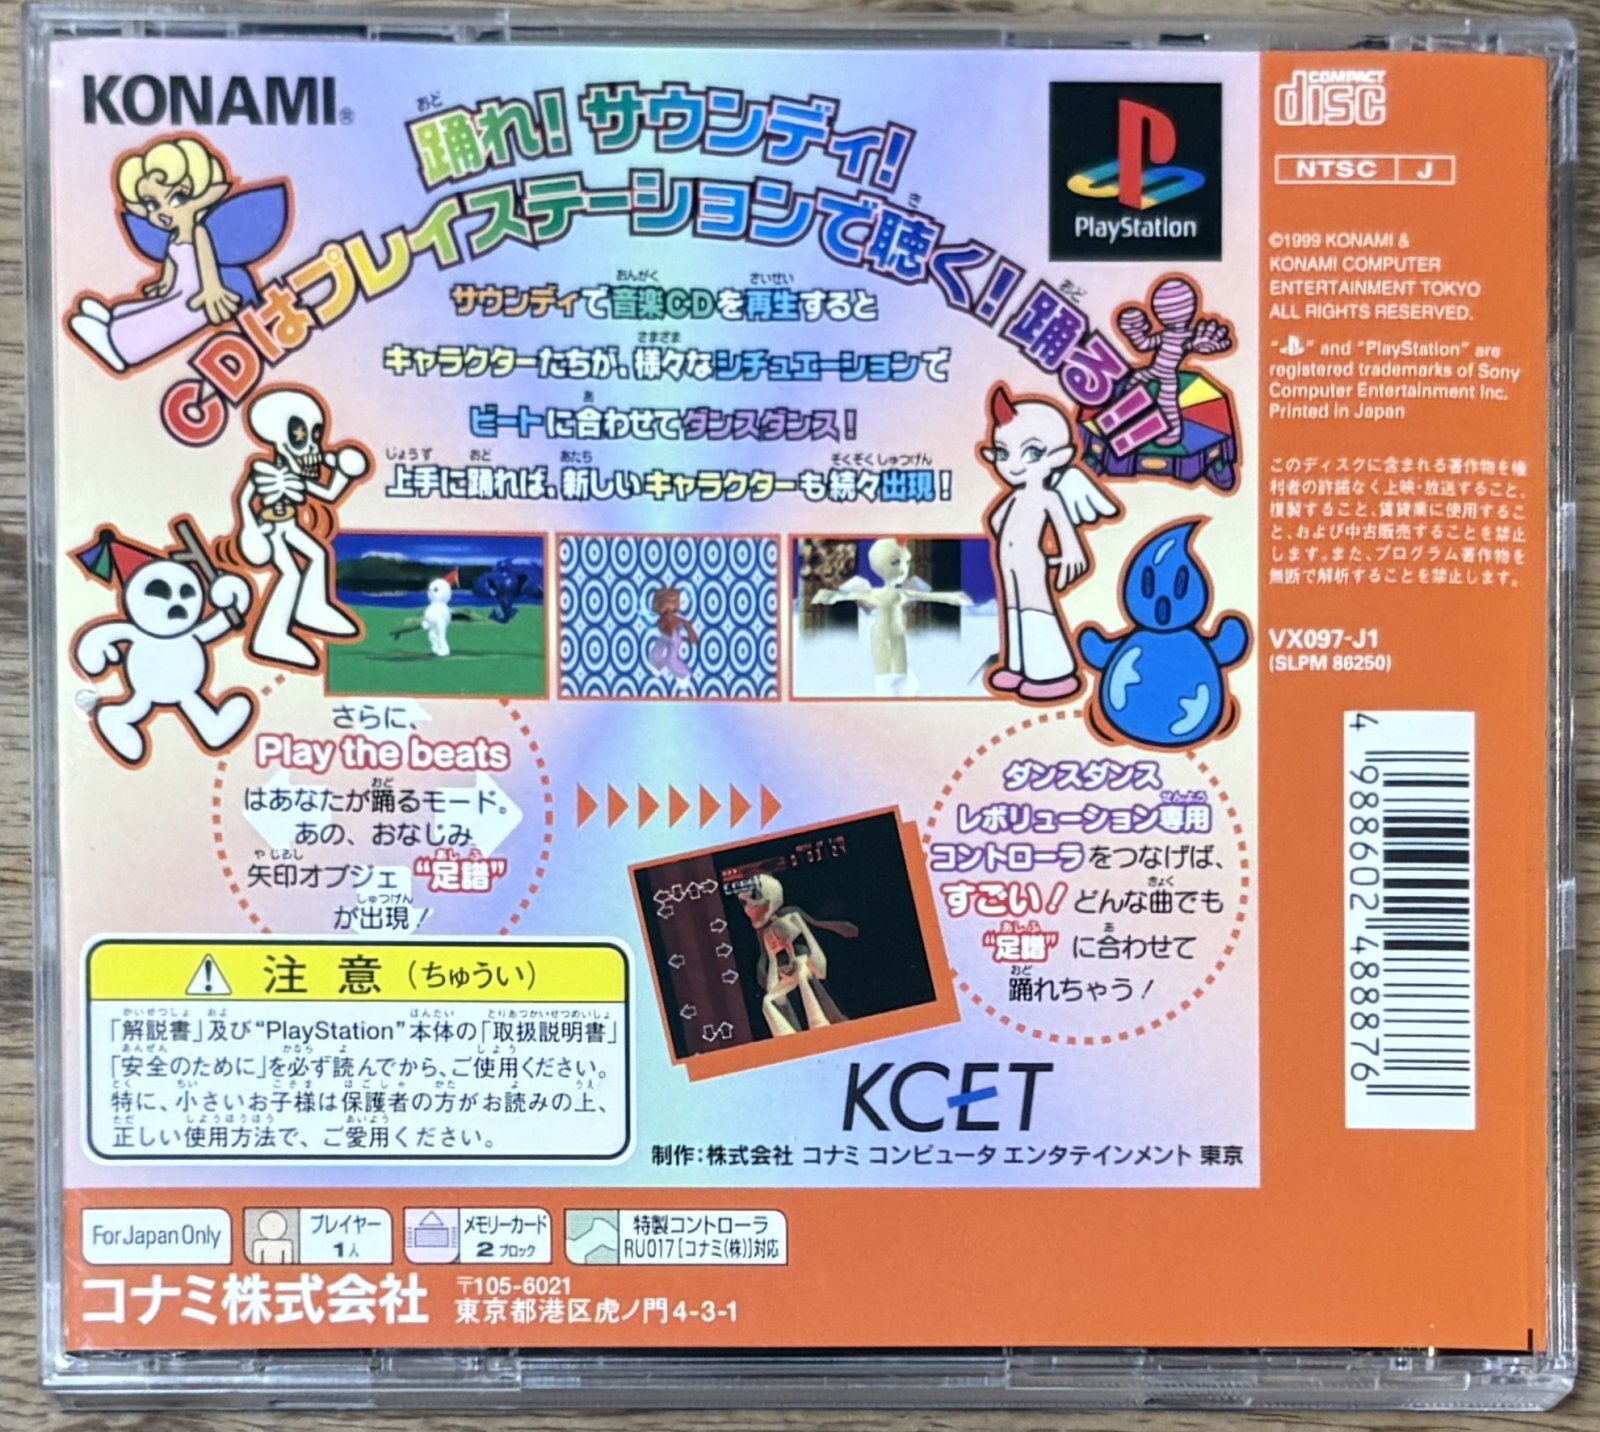 KONAMI®
踊れ！サウンディ！
CDはプレイステーションで聴く！踊る!!
サウンディで音楽CDを再生すると
キャラクターたちが、様々なシチュエーションで
ビートに合わせてダンスダンス！
上手に踊れば、新しいキャラクターも続々出現！
PlayStation
さらに、
Play the beats
はあなたが踊るモード。
あの、おなじみ
矢印オブジェ“足譜”
が出現！
ダンスダンス
レボリューション専用
コントローラをつなげば、
すごい！どんな曲でも
“足譜”に合わせて
踊れちゃう！
注意（ちゅうい）
「解説書」及び“PlayStation”本体の「取扱説明書」
「安全のために」を必ず読んでから、ご使用ください。
特に、小さいお子様は保護者の方がお読みの上、
正しい使用方法で、ご愛用ください。
KCET
制作：株式会社 コナミ コンピュータ エンタテインメント 東京
For Japan Only
プレイヤー
1人
メモリーカード
2ブロック
特製コントローラ
RU017[コナミ(株)]対応
コナミ株式会社
〒105-6021
東京都港区虎ノ門4-3-1
COMPACT
disc
NTSC J
©1999 KONAMI &
KONAMI COMPUTER
ENTERTAINMENT TOKYO
ALL RIGHTS RESERVED.
" " and "PlayStation" are
registered trademarks of Sony
Computer Entertainment Inc.
Printed in Japan
このディスクに含まれる著作物を権
利者の許諾なく上映・放送すること、
複製すること、賃貸業に使用するこ
と、および中古販売することを禁止
します。また、プログラム著作物を
無断で解析することを禁止します。
VX097-J1
(SLPM 86250)
4 988602 488876